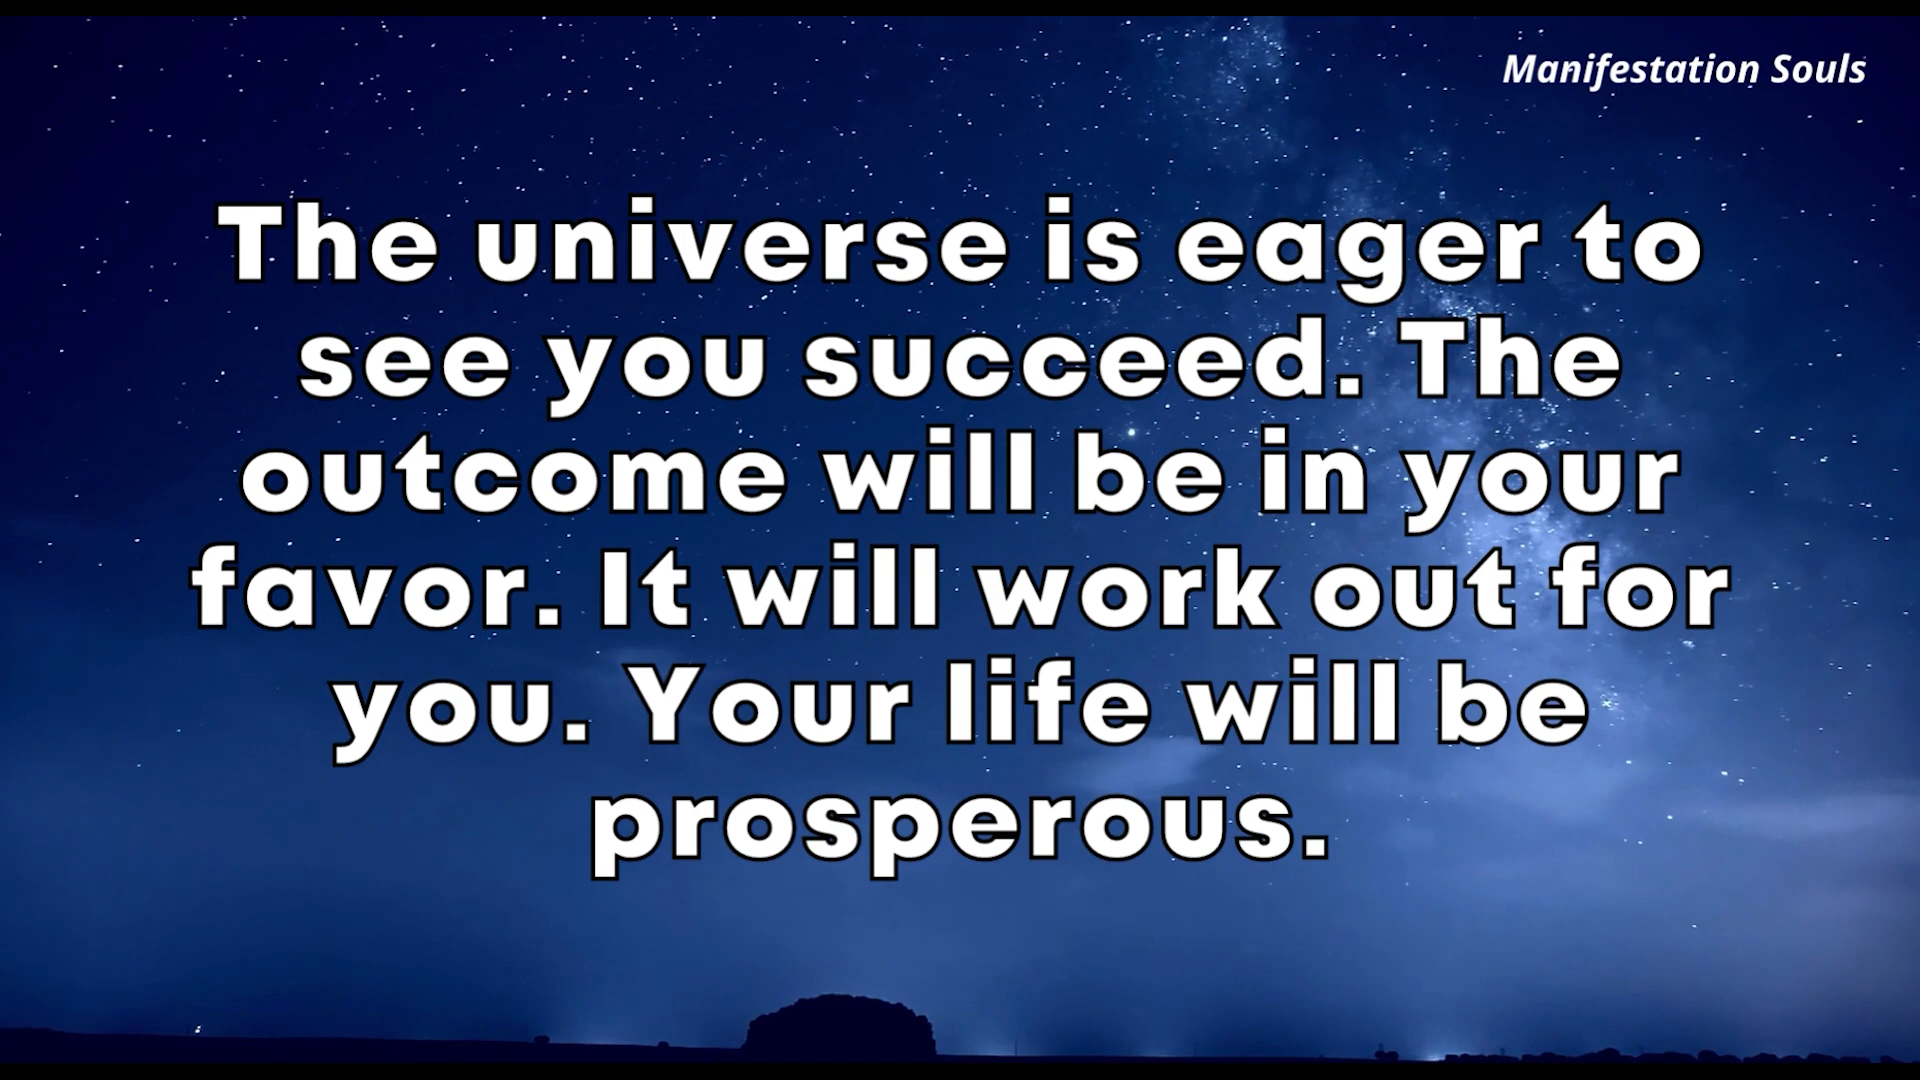 Manifestation Souls
The universe is eager to
see you succeed. The
outcome will be in your
favor. It will work out for
you. Your life will be
prosperous.